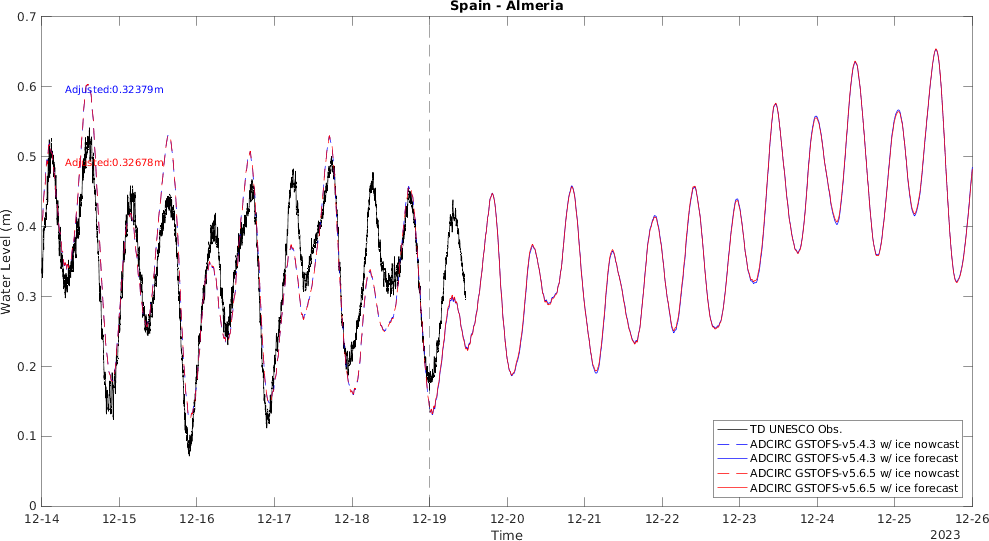 Spain - Almeria
0.7
0.6
0.5
0.4
0.3
0.2
0.1
0
Water Level (m)
Adjusted:0.32379m
Adjusted:0.32678m
TD UNESCO Obs.
ADCIRC GSTOFS-v5.4.3 w/ ice nowcast
ADCIRC GSTOFS-v5.4.3 w/ ice forecast
ADCIRC GSTOFS-v5.6.5 w/ ice nowcast
ADCIRC GSTOFS-v5.6.5 w/ ice forecast
12-14 12-15 12-16 12-17 12-18 12-19 12-20 12-21 12-22 12-23 12-24 12-25 12-26
Time
2023